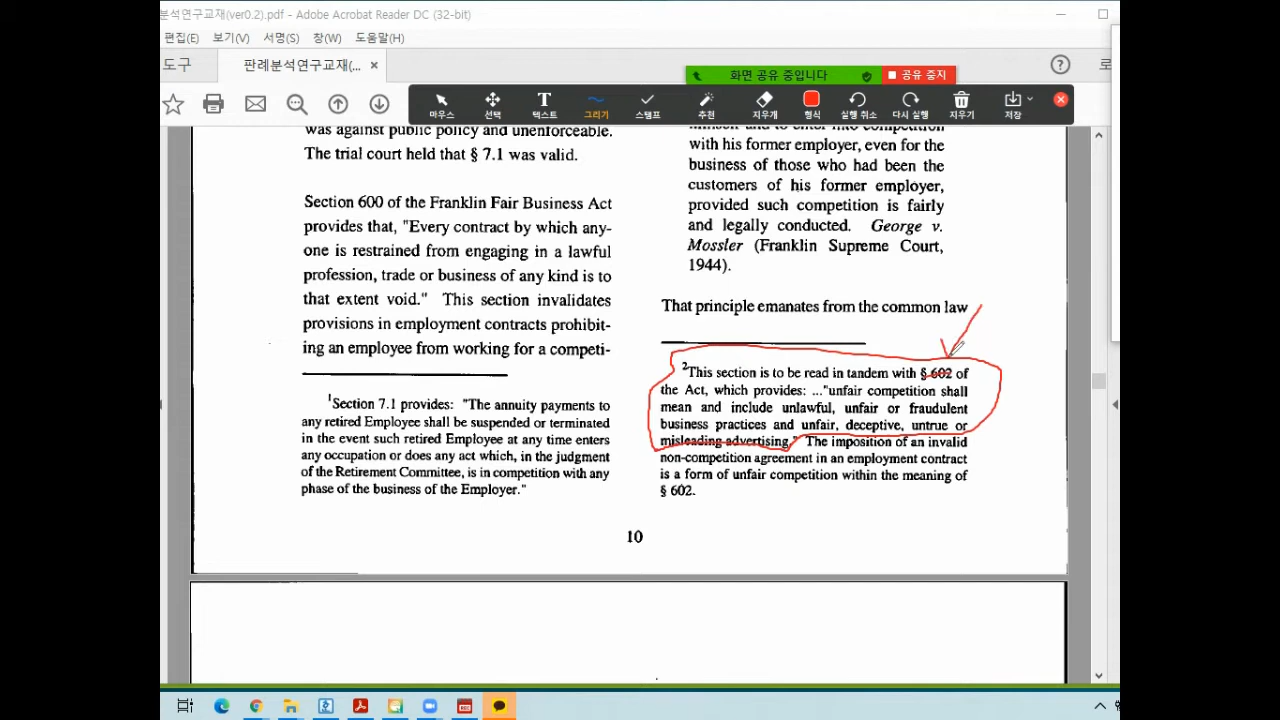 분석연구교재(ver0.2).pdf - Adobe Acrobat Reader DC (32-bit)
편집(E) 보기(V) 서명(S) 창(W) 도움말(H)
도구 판례분석연구교재(... ×
화면 공유 중입니다 공유 중지
마우스 선택 텍스트 그리기 스탬프 추천 지우개 형식 실행 취소 다시 실행 지우기 저장
was against public policy and unenforceable.
The trial court held that § 7.1 was valid.
Section 600 of the Franklin Fair Business Act
provides that, "Every contract by which any-
one is restrained from engaging in a lawful
profession, trade or business of any kind is to
that extent void." This section invalidates
provisions in employment contracts prohibit-
ing an employee from working for a competi-
¹Section 7.1 provides: "The annuity payments to
any retired Employee shall be suspended or terminated
in the event such retired Employee at any time enters
any occupation or does any act which, in the judgment
of the Retirement Committee, is in competition with any
phase of the business of the Employer."
and to enter into competition
with his former employer, even for the
business of those who had been the
customers of his former employer,
provided such competition is fairly
and legally conducted. George v.
Mossler (Franklin Supreme Court,
1944).
That principle emanates from the common law
²This section is to be read in tandem with § 602 of
the Act, which provides: ..."unfair competition shall
mean and include unlawful, unfair or fraudulent
business practices and unfair, deceptive, untrue or
misleading advertising." The imposition of an invalid
non-competition agreement in an employment contract
is a form of unfair competition within the meaning of
§ 602.
10